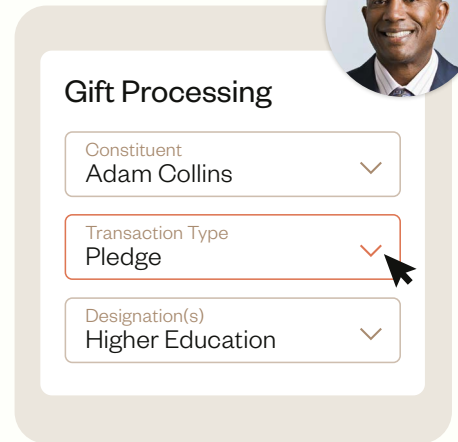 Gift Processing
Constituent
Adam Collins
Transaction Type
Pledge
Designation(s)
Higher Education